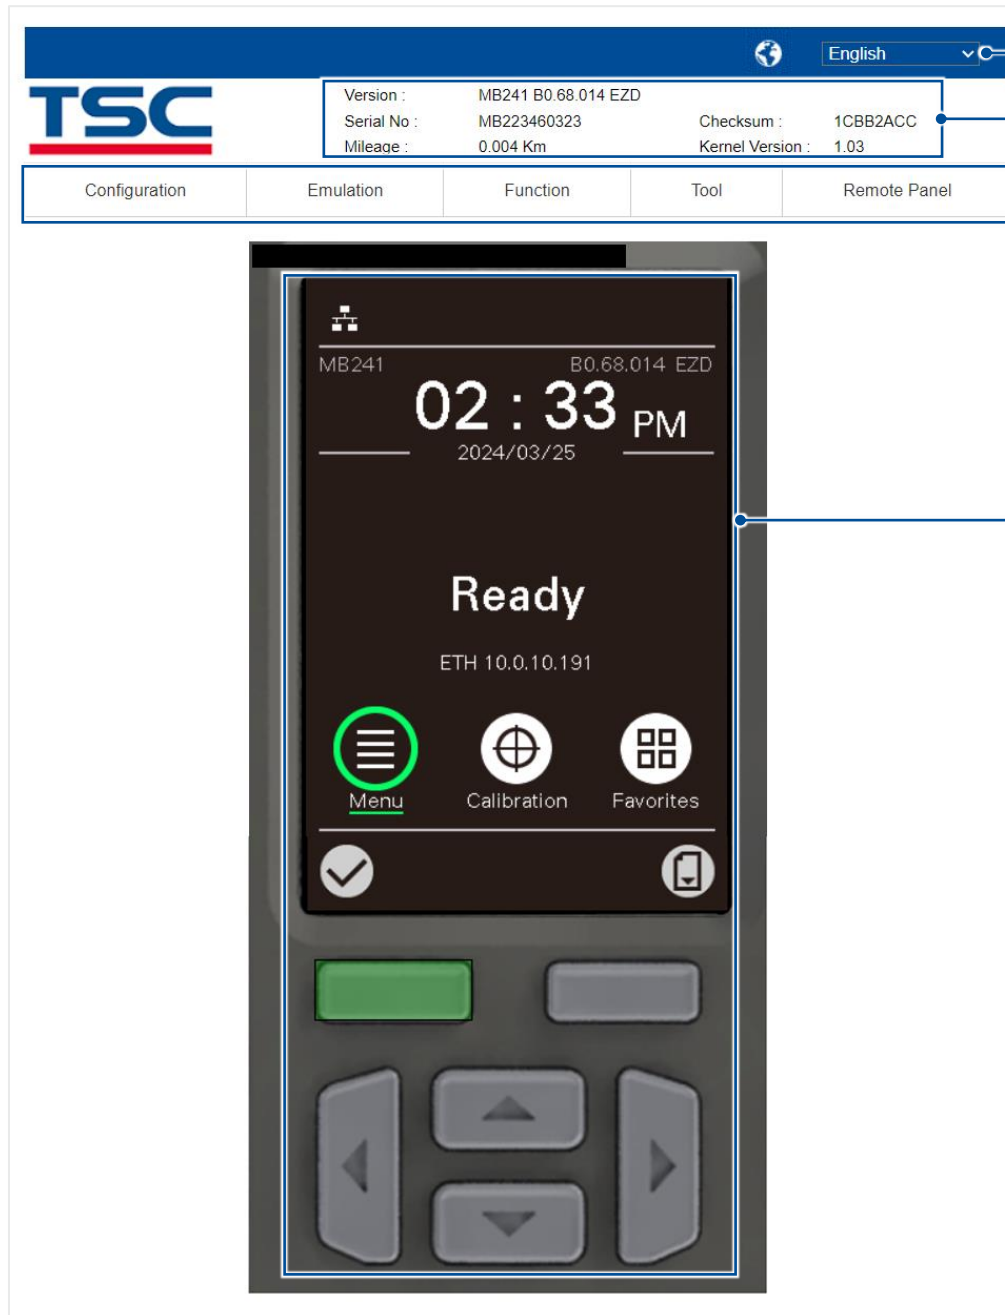 English
TSC
Version : MB241 B0.68.014 EZD
Serial No : MB223460323 Checksum : 1CBB2ACC
Mileage : 0.004 Km Kernel Version : 1.03
Configuration Emulation Function Tool Remote Panel
MB241 B0.68.014 EZD
02 : 33 PM
2024/03/25
Ready
ETH 10.0.10.191
Menu Calibration Favorites